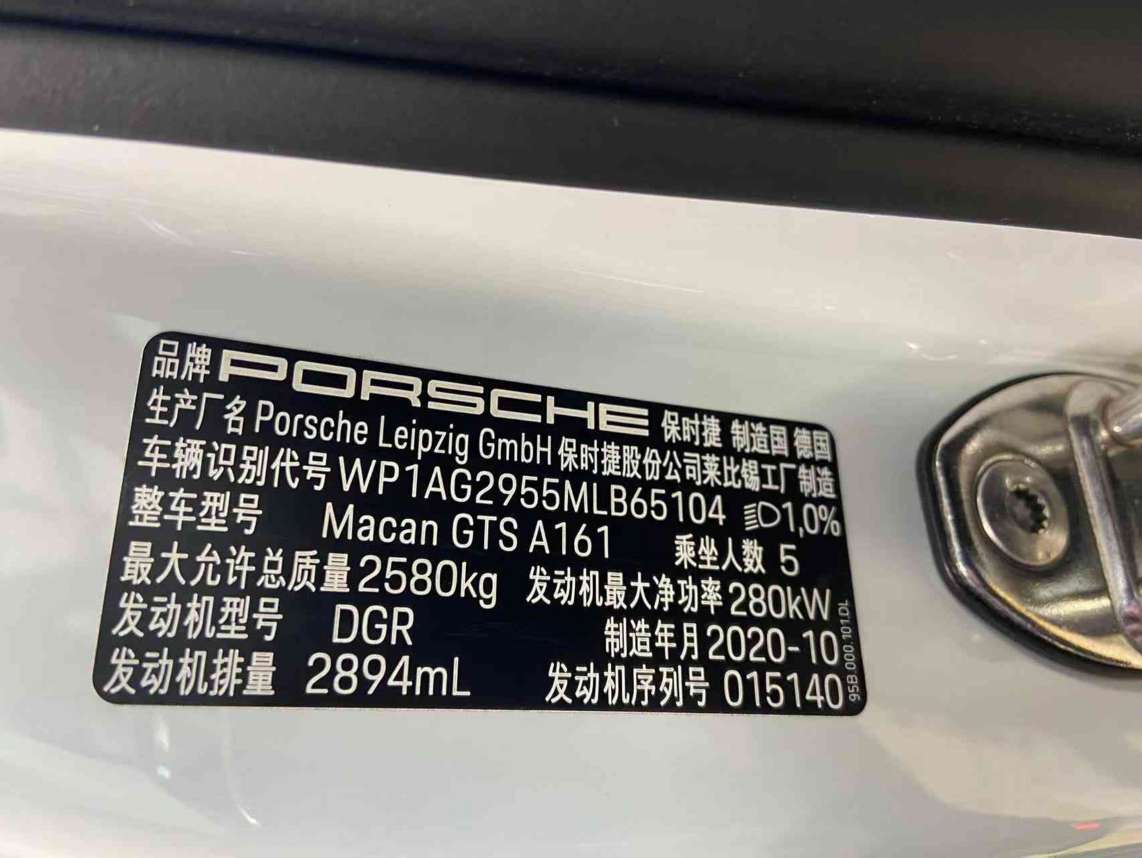 品牌 PORSCHE 保时捷 制造国 德国
生产厂名 Porsche Leipzig GmbH 保时捷股份公司莱比锡工厂制造
车辆识别代号 WP1AG2955MLB65104 1,0%
整车型号 Macan GTS A161 乘坐人数 5
最大允许总质量 2580kg 发动机最大净功率 280kW
发动机型号 DGR 制造年月 2020-10
发动机排量 2894mL 发动机序列号 015140
95B.000.101.DL